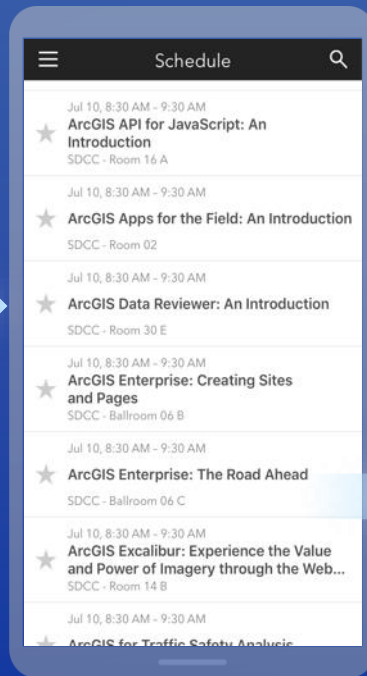 Schedule
Jul 10, 8:30 AM - 9:30 AM
ArcGIS API for JavaScript: An
Introduction
SDCC - Room 16 A
Jul 10, 8:30 AM - 9:30 AM
ArcGIS Apps for the Field: An Introduction
SDCC - Room 02
Jul 10, 8:30 AM - 9:30 AM
ArcGIS Data Reviewer: An Introduction
SDCC - Room 30 E
Jul 10, 8:30 AM - 9:30 AM
ArcGIS Enterprise: Creating Sites
and Pages
SDCC - Ballroom 06 B
Jul 10, 8:30 AM - 9:30 AM
ArcGIS Enterprise: The Road Ahead
SDCC - Ballroom 06 C
Jul 10, 8:30 AM - 9:30 AM
ArcGIS Excalibur: Experience the Value
and Power of Imagery through the Web...
SDCC - Room 14 B
Jul 10, 8:30 AM - 9:30 AM
ArcGIS for Traffic Safety Analysis